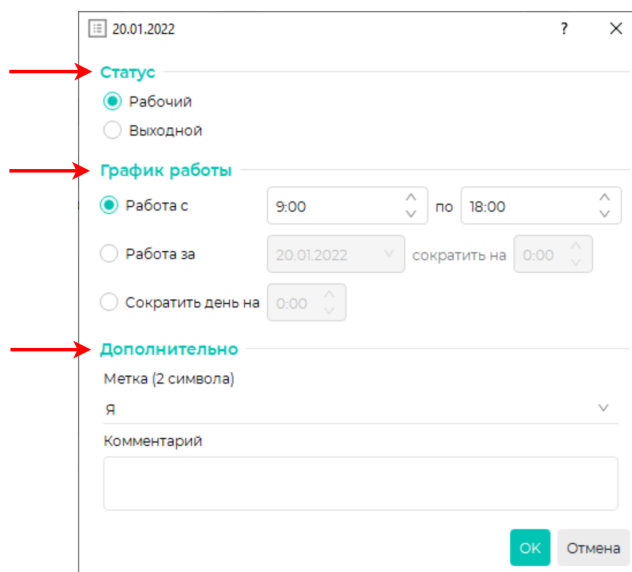 20.01.2022 ?
Статус
Рабочий
Выходной
График работы
Работа с 9:00 по 18:00
Работа за 20.01.2022 сократить на 0:00
Сократить день на 0:00
Дополнительно
Метка (2 символа)
Я
Комментарий
ОК Отмена